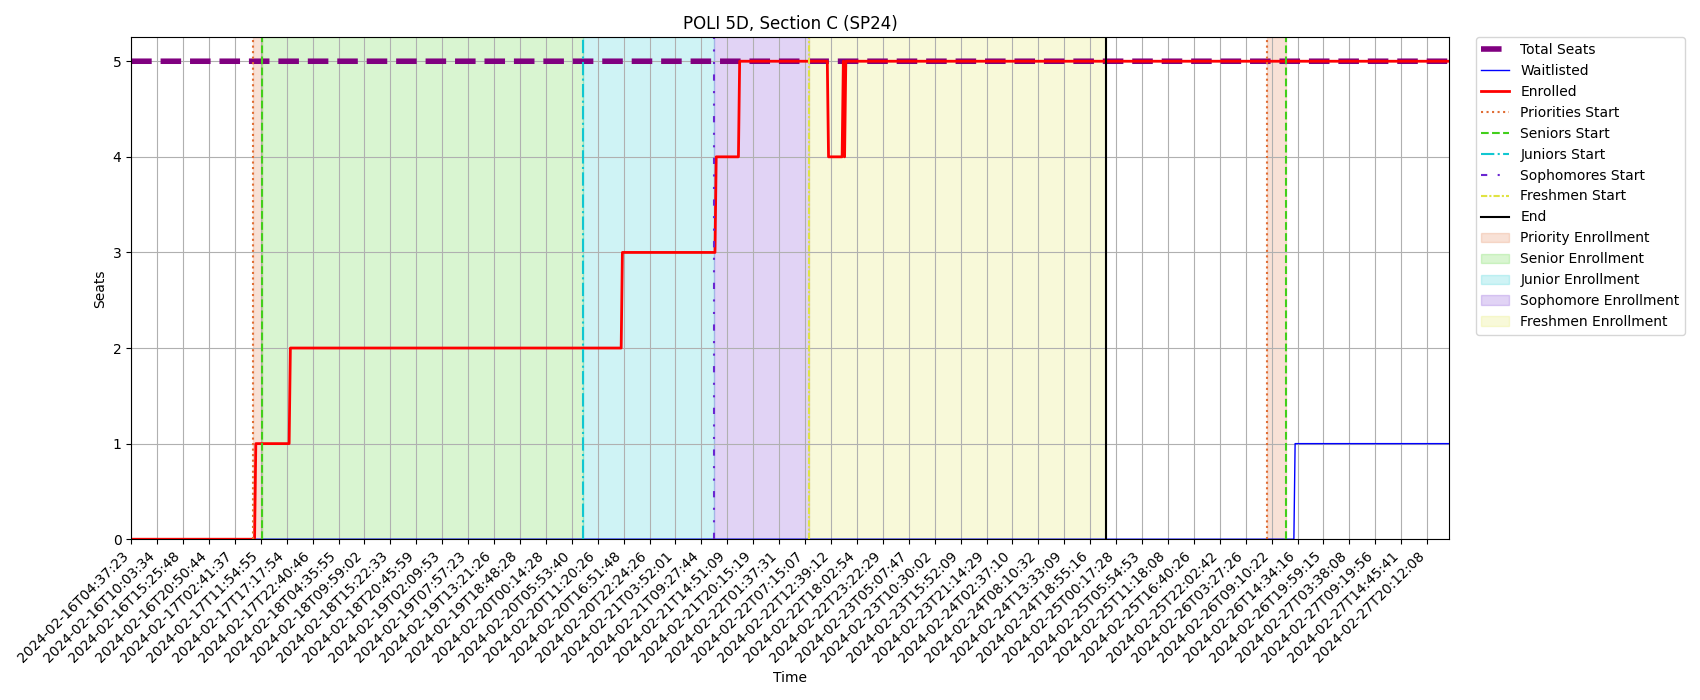 POLI 5D, Section C (SP24)
Seats
5
4
3
2
1
0
2024-02-16T04:37:23
2024-02-16T10:03:34
2024-02-16T15:25:48
2024-02-16T20:50:44
2024-02-17T02:41:37
2024-02-17T11:54:55
2024-02-17T17:17:54
2024-02-17T22:40:46
2024-02-18T04:35:55
2024-02-18T09:59:02
2024-02-18T15:22:33
2024-02-18T20:45:59
2024-02-19T02:09:53
2024-02-19T07:57:23
2024-02-19T13:21:26
2024-02-19T18:48:28
2024-02-20T00:14:28
2024-02-20T05:53:40
2024-02-20T11:20:26
2024-02-20T16:51:48
2024-02-20T22:24:26
2024-02-21T03:52:01
2024-02-21T09:27:44
2024-02-21T14:51:09
2024-02-21T20:15:19
2024-02-22T01:37:31
2024-02-22T07:15:07
2024-02-22T12:39:12
2024-02-22T18:02:54
2024-02-22T23:22:29
2024-02-23T05:07:47
2024-02-23T10:30:02
2024-02-23T15:52:09
2024-02-23T21:14:29
2024-02-24T02:37:10
2024-02-24T08:10:32
2024-02-24T13:33:09
2024-02-24T18:55:16
2024-02-25T00:17:28
2024-02-25T05:54:53
2024-02-25T11:18:08
2024-02-25T16:40:26
2024-02-25T22:02:42
2024-02-26T03:27:26
2024-02-26T09:10:22
2024-02-26T14:34:16
2024-02-26T19:59:15
2024-02-27T03:38:08
2024-02-27T09:19:56
2024-02-27T14:45:41
2024-02-27T20:12:08
Time
Total Seats
Waitlisted
Enrolled
Priorities Start
Seniors Start
Juniors Start
Sophomores Start
Freshmen Start
End
Priority Enrollment
Senior Enrollment
Junior Enrollment
Sophomore Enrollment
Freshmen Enrollment